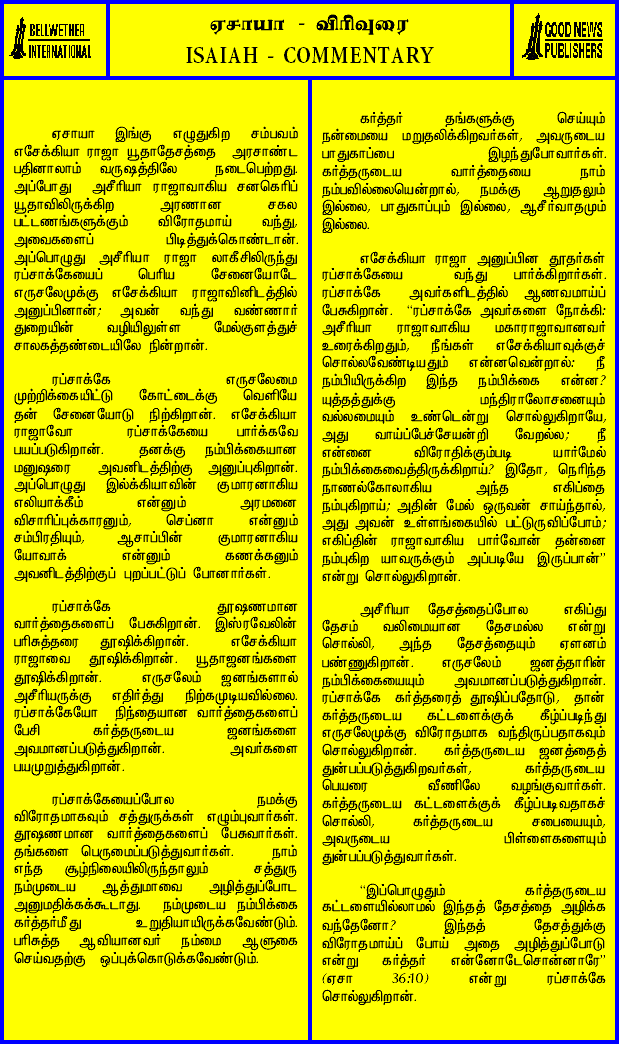 BELLWETHER
INTERNATIONAL
ஏசாயா - விரிவுரை
ISAIAH - COMMENTARY
GOOD NEWS
PUBLISHERS
ஏசாயா இங்கு எழுதுகிற சம்பவம்
எசேக்கியா ராஜா யூதாதேசத்தை அரசாண்ட
பதினாலாம் வருஷத்திலே நடைபெற்றது.
அப்போது அசீரியா ராஜாவாகிய சனகெரிப்
யூதாவிலிருக்கிற அரணான சகல
பட்டணங்களுக்கும் விரோதமாய் வந்து,
அவைகளைப் பிடித்துக்கொண்டான்.
அப்பொழுது அசீரியா ராஜா லாகீசிலிருந்து
ரப்சாக்கேயைப் பெரிய சேனையோடே
எருசலேமுக்கு எசேக்கியா ராஜாவினிடத்தில்
அனுப்பினான்; அவன் வந்து வண்ணார்
துறையின் வழியிலுள்ள மேல்குளத்துச்
சாலகத்தண்டையிலே நின்றான்.
ரப்சாக்கே எருசலேமை
முற்றிக்கையிட்டு கோட்டைக்கு வெளியே
தன் சேனையோடு நிற்கிறான். எசேக்கியா
ராஜாவோ ரப்சாக்கேயை பார்க்கவே
பயப்படுகிறான். தனக்கு நம்பிக்கையான
மனுஷரை அவனிடத்திற்கு அனுப்புகிறான்.
அப்பொழுது இல்க்கியாவின் குமாரனாகிய
எலியாக்கீம் என்னும் அரமனை
விசாரிப்புக்காரனும், செப்னா என்னும்
சம்பிரதியும், ஆசாப்பின் குமாரனாகிய
யோவாக் என்னும் கணக்கனும்
அவனிடத்திற்குப் புறப்பட்டுப் போனார்கள்.
ரப்சாக்கே தூஷணமான
வார்த்தைகளைப் பேசுகிறான். இஸ்ரவேலின்
பரிசுத்தரை தூஷிக்கிறான். எசேக்கியா
ராஜாவை தூஷிக்கிறான். யூதாஜனங்களை
தூஷிக்கிறான். எருசலேம் ஜனங்களால்
அசீரியருக்கு எதிர்த்து நிற்கமுடியவில்லை.
ரப்சாக்கேயோ நிந்தையான வார்த்தைகளைப்
பேசி கர்த்தருடைய ஜனங்களை
அவமானப்படுத்துகிறான். அவர்களை
பயமுறுத்துகிறான்.
ரப்சாக்கேயைப்போல நமக்கு
விரோதமாகவும் சத்துருக்கள் எழும்புவார்கள்.
தூஷணமான வார்த்தைகளைப் பேசுவார்கள்.
தங்களை பெருமைப்படுத்துவார்கள். நாம்
எந்த சூழ்நிலையிலிருந்தாலும் சத்துரு
நம்முடைய ஆத்துமாவை அழித்துப்போட
அனுமதிக்கக்கூடாது. நம்முடைய நம்பிக்கை
கர்த்தர்மீது உறுதியாயிருக்கவேண்டும்.
பரிசுத்த ஆவியானவர் நம்மை ஆளுகை
செய்வதற்கு ஒப்புக்கொடுக்கவேண்டும்.
கர்த்தர் தங்களுக்கு செய்யும்
நன்மையை மறுதலிக்கிறவர்கள், அவருடைய
பாதுகாப்பை இழந்துபோவார்கள்.
கர்த்தருடைய வார்த்தையை நாம்
நம்பவில்லையென்றால், நமக்கு ஆறுதலும்
இல்லை, பாதுகாப்பும் இல்லை, ஆசீர்வாதமும்
இல்லை.
எசேக்கியா ராஜா அனுப்பின தூதர்கள்
ரப்சாக்கேயை வந்து பார்க்கிறார்கள்.
ரப்சாக்கே அவர்களிடத்தில் ஆணவமாய்ப்
பேசுகிறான். "ரப்சாக்கே அவர்களை நோக்கி:
அசீரியா ராஜாவாகிய மகாராஜாவானவர்
உரைக்கிறதும், நீங்கள் எசேக்கியாவுக்குச்
சொல்லவேண்டியதும் என்னவென்றால்: நீ
நம்பியிருக்கிற இந்த நம்பிக்கை என்ன?
யுத்தத்துக்கு மந்திராலோசனையும்
வல்லமையும் உண்டென்று சொல்லுகிறாயே,
அது வாய்ப்பேச்சேயன்றி வேறல்ல; நீ
என்னை விரோதிக்கும்படி யார்மேல்
நம்பிக்கைவைத்திருக்கிறாய்? இதோ, நெரிந்த
நாணல்கோலாகிய அந்த எகிப்தை
நம்புகிறாய்; அதின் மேல் ஒருவன் சாய்ந்தால்,
அது அவன் உள்ளங்கையில் பட்டுருவிப்போம்;
எகிப்தின் ராஜாவாகிய பார்வோன் தன்னை
நம்புகிற யாவருக்கும் அப்படியே இருப்பான்"
என்று சொல்லுகிறான்.
அசீரியா தேசத்தைப்போல எகிப்து
தேசம் வலிமையான தேசமல்ல என்று
சொல்லி, அந்த தேசத்தையும் ஏளனம்
பண்ணுகிறான். எருசலேம் ஜனத்தாரின்
நம்பிக்கையையும் அவமானப்படுத்துகிறான்.
ரப்சாக்கே கர்த்தரைத் தூஷிப்பதோடு, தான்
கர்த்தருடைய கட்டளைக்குக் கீழ்ப்படிந்து
எருசலேமுக்கு விரோதமாக வந்திருப்பதாகவும்
சொல்லுகிறான். கர்த்தருடைய ஜனத்தைத்
துன்பப்படுத்துகிறவர்கள், கர்த்தருடைய
பெயரை வீணிலே வழங்குவார்கள்.
கர்த்தருடைய கட்டளைக்குக் கீழ்ப்படிவதாகச்
சொல்லி, கர்த்தருடைய சபையையும்,
அவருடைய பிள்ளைகளையும்
துன்பப்படுத்துவார்கள்.
"இப்பொழுதும் கர்த்தருடைய
கட்டளையில்லாமல் இந்தத் தேசத்தை அழிக்க
வந்தேனோ? இந்தத் தேசத்துக்கு
விரோதமாய்ப் போய் அதை அழித்துப்போடு
என்று கர்த்தர் என்னோடேசொன்னாரே"
(ஏசா 36:10) என்று ரப்சாக்கே
சொல்லுகிறான்.